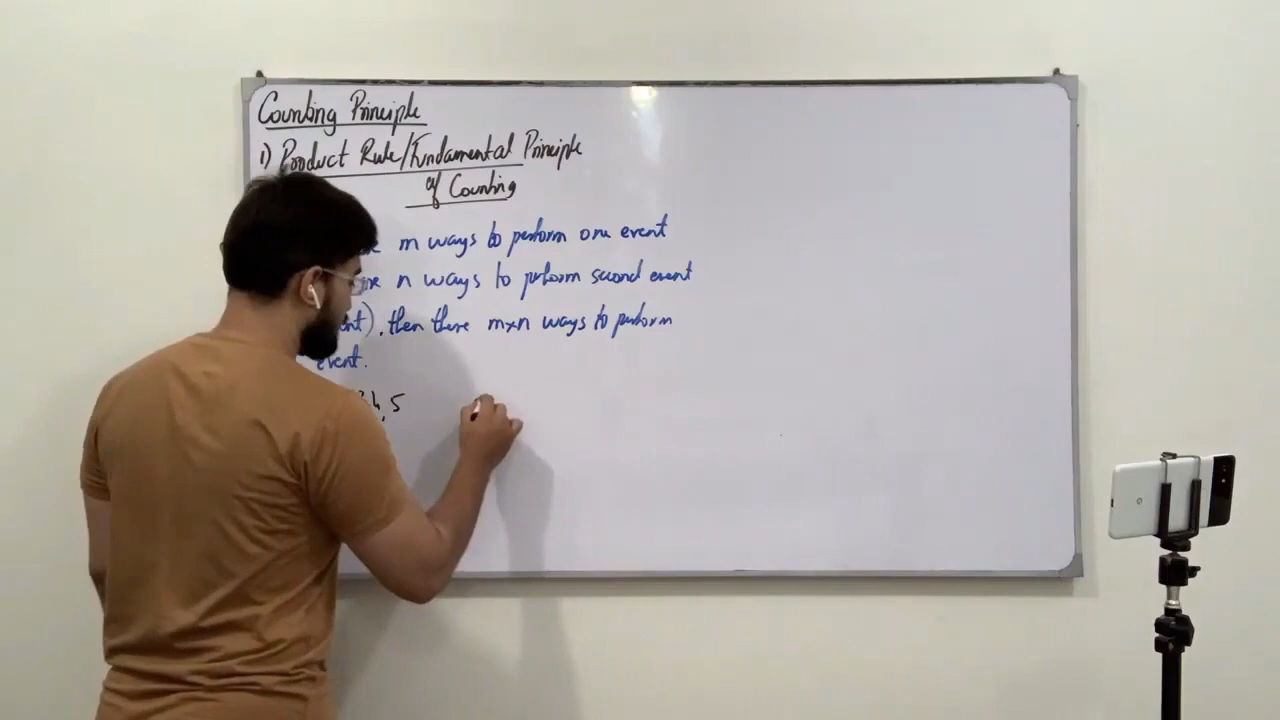 Counting Principle
1) Product Rule/Fundamental Principle
of Counting
m ways to perform one event
n ways to perform second event
), then there m×n ways to perform
event.
, 5